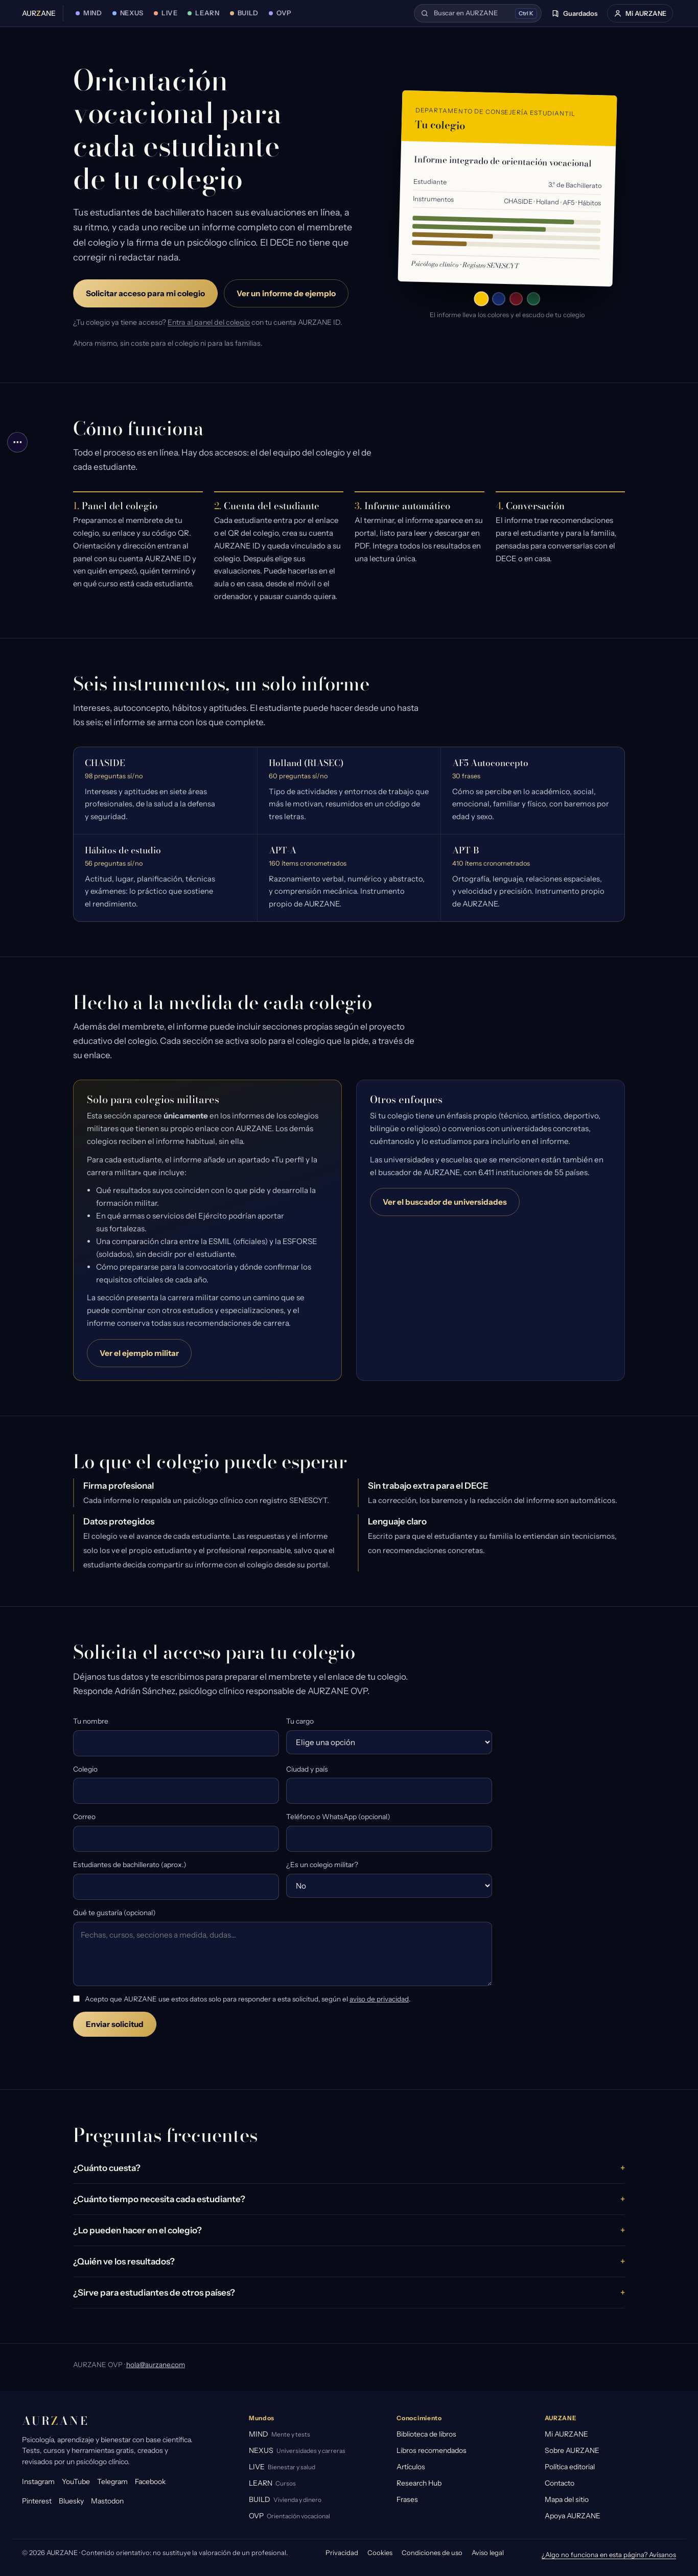 AURZANE
MIND
NEXUS
LIVE
LEARN
BUILD
OVP
Buscar en AURZANE
Ctrl K
Guardados
Mi AURZANE
Orientación
vocacional para
cada estudiante
de tu colegio
Tus estudiantes de bachillerato hacen sus evaluaciones en línea, a
su ritmo, y cada uno recibe un informe completo con el membrete
del colegio y la firma de un psicólogo clínico. El DECE no tiene que
corregir ni redactar nada.
Solicitar acceso para mi colegio
Ver un informe de ejemplo
¿Tu colegio ya tiene acceso? Entra al panel del colegio con tu cuenta AURZANE ID.
Ahora mismo, sin coste para el colegio ni para las familias.
DEPARTAMENTO DE CONSEJERÍA ESTUDIANTIL
Tu colegio
Informe integrado de orientación vocacional
Estudiante
3.º de Bachillerato
Instrumentos
CHASIDE · Holland · AF5 · Hábitos
Psicólogo clínico · Registro SENESCYT
El informe lleva los colores y el escudo de tu colegio
Cómo funciona
Todo el proceso es en línea. Hay dos accesos: el del equipo del colegio y el de
cada estudiante.
1. Panel del colegio
Preparamos el membrete de tu
colegio, su enlace y su código QR.
Orientación y dirección entran al
panel con su cuenta AURZANE ID y
ven quién empezó, quién terminó y
en qué curso está cada estudiante.
2. Cuenta del estudiante
Cada estudiante entra por el enlace
o el QR del colegio, crea su cuenta
AURZANE ID y queda vinculado a su
colegio. Después elige sus
evaluaciones. Puede hacerlas en el
aula o en casa, desde el móvil o el
ordenador, y pausar cuando quiera.
3. Informe automático
Al terminar, el informe aparece en su
portal, listo para leer y descargar en
PDF. Integra todos los resultados en
una lectura única.
4. Conversación
El informe trae recomendaciones
para el estudiante y para la familia,
pensadas para conversarlas con el
DECE o en casa.
Seis instrumentos, un solo informe
Intereses, autoconcepto, hábitos y aptitudes. El estudiante puede hacer desde uno hasta
los seis; el informe se arma con los que complete.
CHASIDE
98 preguntas sí/no
Intereses y aptitudes en siete áreas
profesionales, de la salud a la defensa
y seguridad.
Holland (RIASEC)
60 preguntas sí/no
Tipo de actividades y entornos de trabajo que
más le motivan, resumidos en un código de
tres letras.
AF5 Autoconcepto
30 frases
Cómo se percibe en lo académico, social,
emocional, familiar y físico, con baremos por
edad y sexo.
Hábitos de estudio
56 preguntas sí/no
Actitud, lugar, planificación, técnicas
y exámenes: lo práctico que sostiene
el rendimiento.
APT-A
160 ítems cronometrados
Razonamiento verbal, numérico y abstracto,
y comprensión mecánica. Instrumento
propio de AURZANE.
APT-B
410 ítems cronometrados
Ortografía, lenguaje, relaciones espaciales,
y velocidad y precisión. Instrumento propio
de AURZANE.
Hecho a la medida de cada colegio
Además del membrete, el informe puede incluir secciones propias según el proyecto
educativo del colegio. Cada sección se activa solo para el colegio que la pide, a través de
su enlace.
Solo para colegios militares
Esta sección aparece únicamente en los informes de los colegios
militares que tienen su propio enlace con AURZANE. Los demás
colegios reciben el informe habitual, sin ella.
Para cada estudiante, el informe añade un apartado «Tu perfil y la
carrera militar» que incluye:
• Qué resultados suyos coinciden con lo que pide y desarrolla la
formación militar.
• En qué armas o servicios del Ejército podrían aportar
sus fortalezas.
• Una comparación clara entre la ESMIL (oficiales) y la ESFORSE
(soldados), sin decidir por el estudiante.
• Cómo prepararse para la convocatoria y dónde confirmar los
requisitos oficiales de cada año.
La sección presenta la carrera militar como un camino que se
puede combinar con otros estudios y especializaciones, y el
informe conserva todas sus recomendaciones de carrera.
Ver el ejemplo militar
Otros enfoques
Si tu colegio tiene un énfasis propio (técnico, artístico, deportivo,
bilingüe o religioso) o convenios con universidades concretas,
cuéntanoslo y lo estudiamos para incluirlo en el informe.
Las universidades y escuelas que se mencionan están también en
el buscador de AURZANE, con 6.411 instituciones de 55 países.
Ver el buscador de universidades
Lo que el colegio puede esperar
Firma profesional
Cada informe lo respalda un psicólogo clínico con registro SENESCYT.
Sin trabajo extra para el DECE
La corrección, los baremos y la redacción del informe son automáticos.
Datos protegidos
El colegio ve el avance de cada estudiante. Las respuestas y el informe
solo los ve el propio estudiante y el profesional responsable, salvo que el
estudiante decida compartir su informe con el colegio desde su portal.
Lenguaje claro
Escrito para que el estudiante y su familia lo entiendan sin tecnicismos,
con recomendaciones concretas.
Solicita el acceso para tu colegio
Déjanos tus datos y te escribimos para preparar el membrete y el enlace de tu colegio.
Responde Adrián Sánchez, psicólogo clínico responsable de AURZANE OVP.
Tu nombre
Tu cargo
Elige una opción
Colegio
Ciudad y país
Correo
Teléfono o WhatsApp (opcional)
Estudiantes de bachillerato (aprox.)
¿Es un colegio militar?
No
Qué te gustaría (opcional)
Fechas, cursos, secciones a medida, dudas…
Acepto que AURZANE use estos datos solo para responder a esta solicitud, según el aviso de privacidad.
Enviar solicitud
Preguntas frecuentes
¿Cuánto cuesta?
+
¿Cuánto tiempo necesita cada estudiante?
+
¿Lo pueden hacer en el colegio?
+
¿Quién ve los resultados?
+
¿Sirve para estudiantes de otros países?
+
AURZANE OVP · hola@aurzane.com
AURZANE
Psicología, aprendizaje y bienestar con base científica.
Tests, cursos y herramientas gratis, creados y
revisados por un psicólogo clínico.
Instagram YouTube Telegram Facebook
Pinterest Bluesky Mastodon
Mundos
MIND Mente y tests
NEXUS Universidades y carreras
LIVE Bienestar y salud
LEARN Cursos
BUILD Vivienda y dinero
OVP Orientación vocacional
Conocimiento
Biblioteca de libros
Libros recomendados
Artículos
Research Hub
Frases
AURZANE
Mi AURZANE
Sobre AURZANE
Política editorial
Contacto
Mapa del sitio
Apoya AURZANE
© 2026 AURZANE · Contenido orientativo: no sustituye la valoración de un profesional.
Privacidad
Cookies
Condiciones de uso
Aviso legal
¿Algo no funciona en esta página? Avísanos